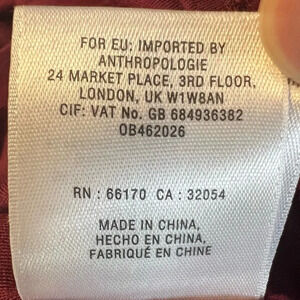 FOR EU: IMPORTED BY
ANTHROPOLOGIE
24 MARKET PLACE, 3RD FLOOR,
LONDON, UK W1W8AN
CIF: VAT No. GB 684936382
OB462026
RN : 66170 CA : 32054
MADE IN CHINA,
HECHO EN CHINA,
FABRIQUÉ EN CHINE